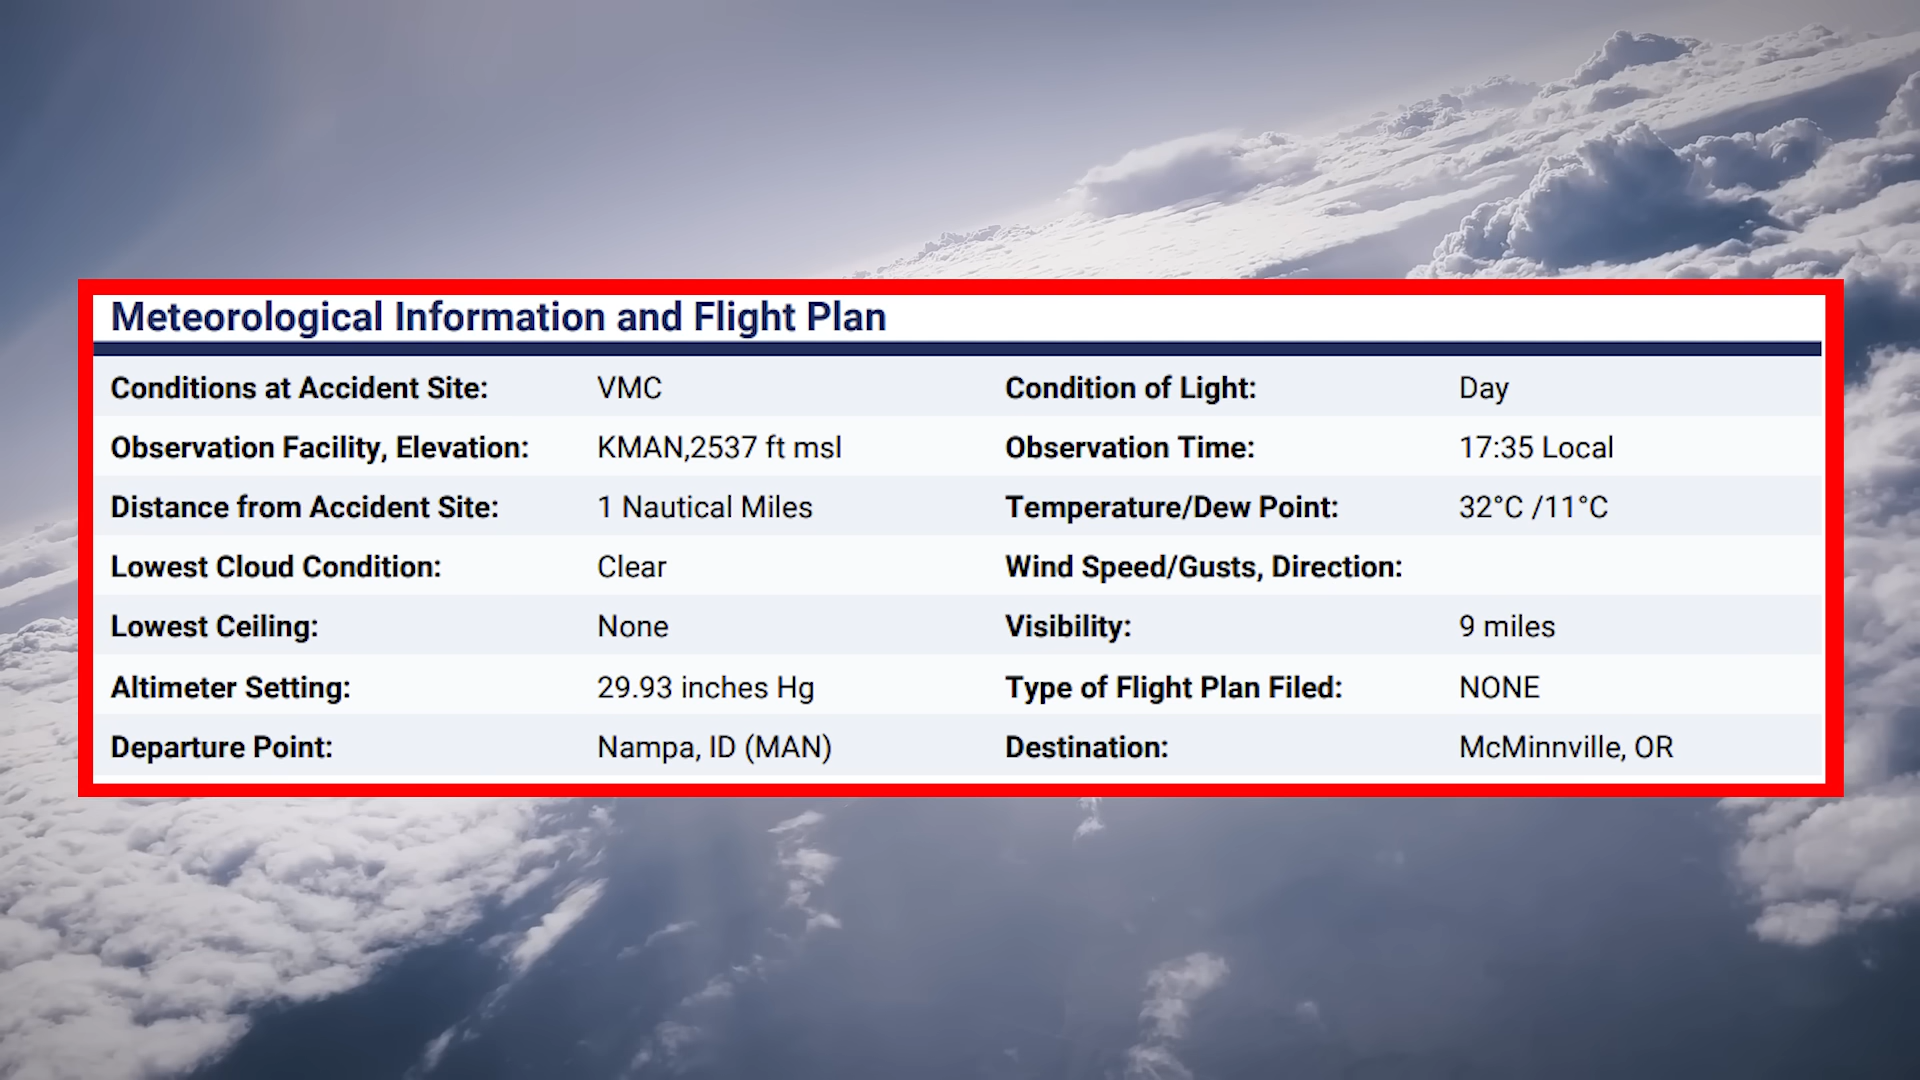 Meteorological Information and Flight Plan
Conditions at Accident Site: VMC Condition of Light: Day
Observation Facility, Elevation: KMAN,2537 ft msl Observation Time: 17:35 Local
Distance from Accident Site: 1 Nautical Miles Temperature/Dew Point: 32°C /11°C
Lowest Cloud Condition: Clear Wind Speed/Gusts, Direction:
Lowest Ceiling: None Visibility: 9 miles
Altimeter Setting: 29.93 inches Hg Type of Flight Plan Filed: NONE
Departure Point: Nampa, ID (MAN) Destination: McMinnville, OR